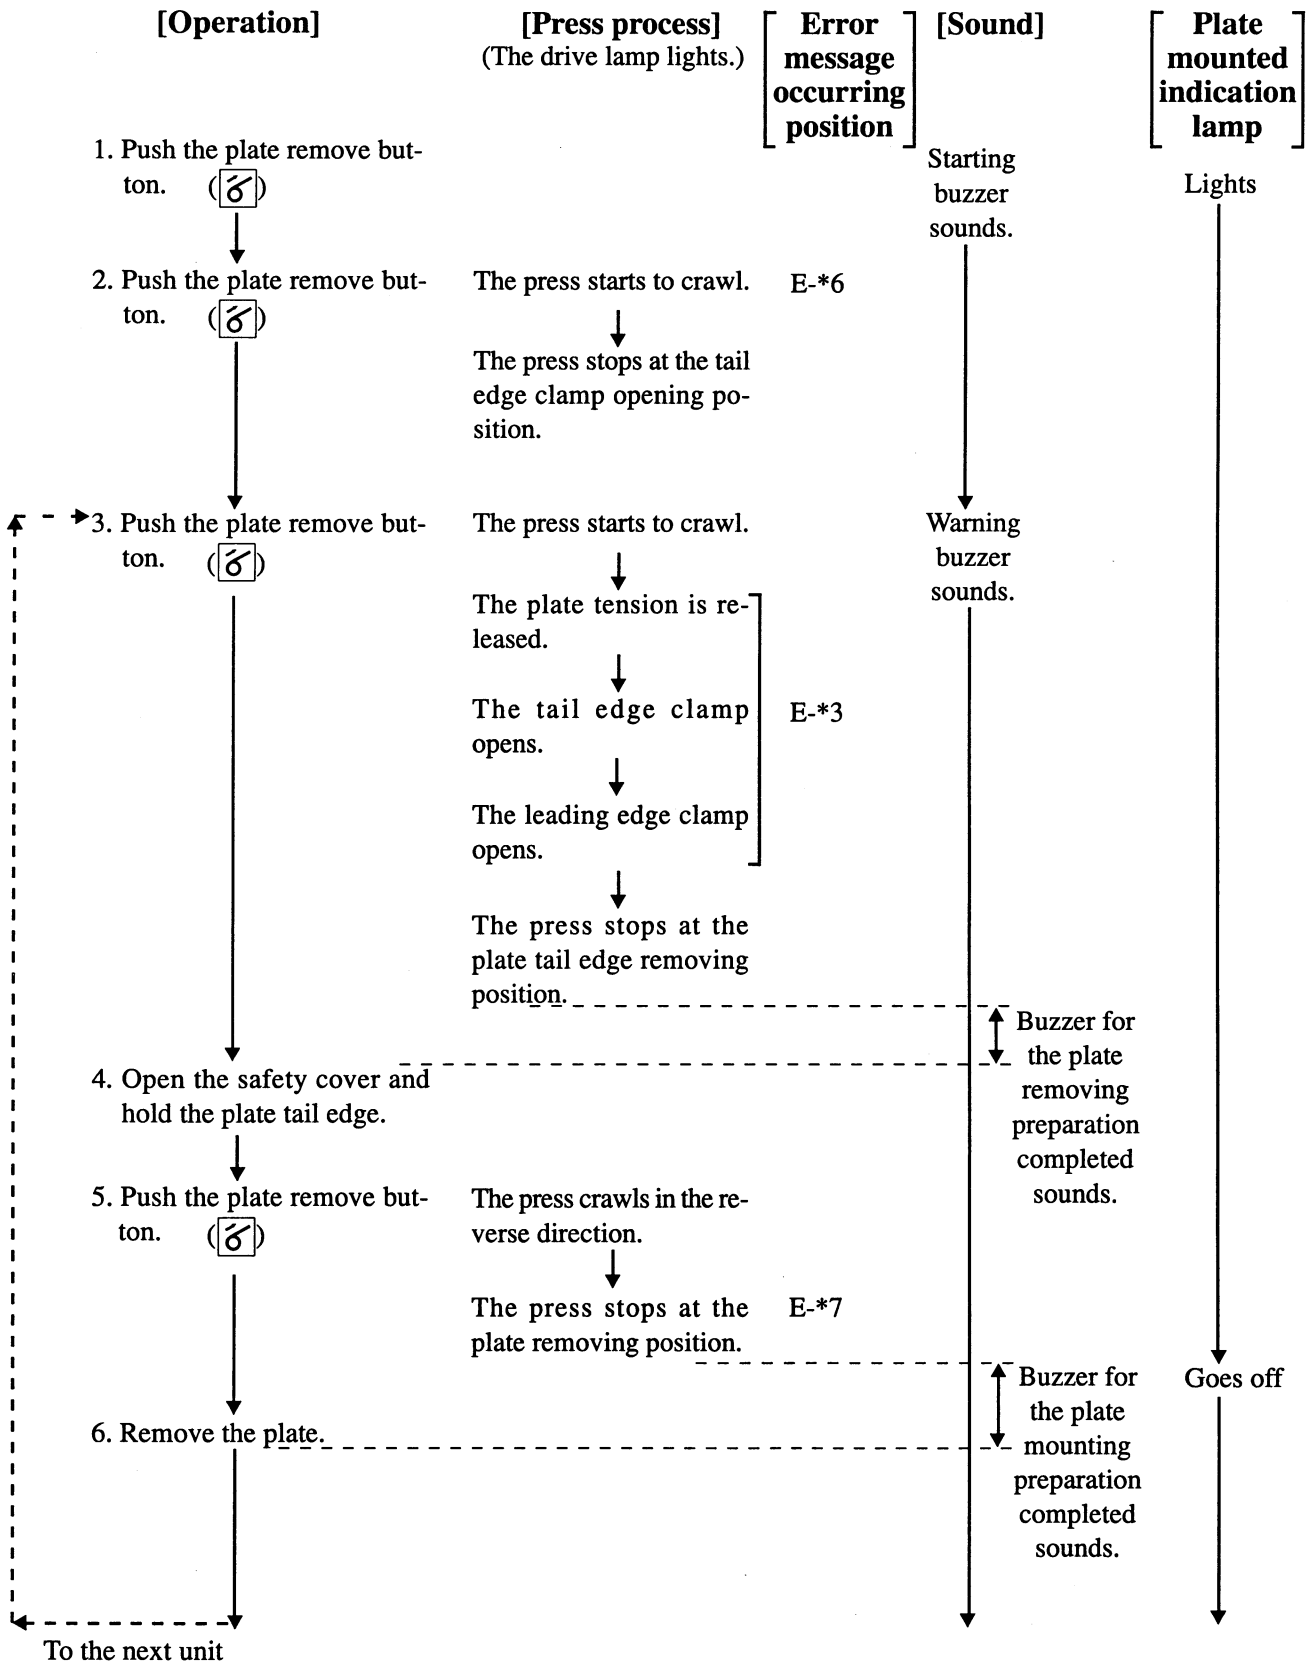 [Operation]
[Press process]
(The drive lamp lights.)
Error
message
occurring
position
[Sound]
Plate
mounted
indication
lamp
1. Push the plate remove but-
ton. ( )
Starting
buzzer
sounds.
Lights
2. Push the plate remove but-
ton. ( )
The press starts to crawl.
E-*6
The press stops at the tail
edge clamp opening po-
sition.
3. Push the plate remove but-
ton. ( )
The press starts to crawl.
Warning
buzzer
sounds.
The plate tension is re-
leased.
The tail edge clamp
opens.
E-*3
The leading edge clamp
opens.
The press stops at the
plate tail edge removing
position.
Buzzer for
the plate
removing
preparation
completed
sounds.
4. Open the safety cover and
hold the plate tail edge.
5. Push the plate remove but-
ton. ( )
The press crawls in the re-
verse direction.
The press stops at the
plate removing position.
E-*7
Buzzer for
the plate
mounting
preparation
completed
sounds.
Goes off
6. Remove the plate.
To the next unit